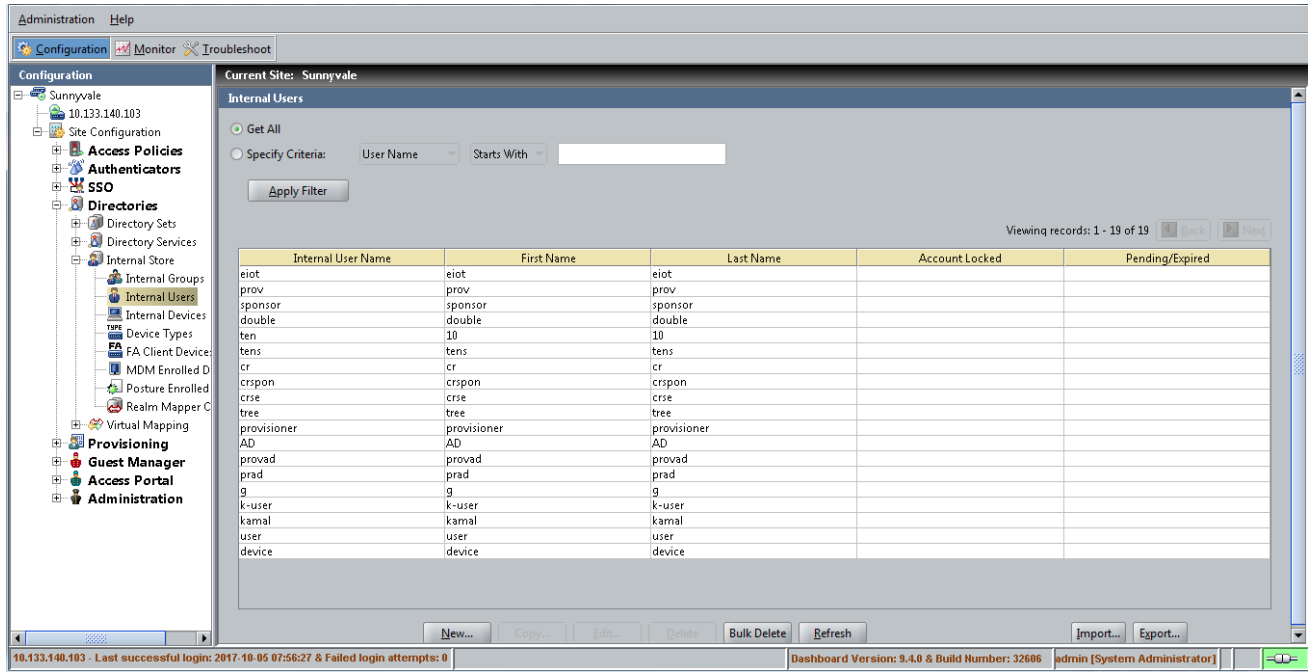 Administration Help
Configuration Monitor Troubleshoot
Configuration
Sunnyvale
10.133.140.103
Site Configuration
Access Policies
Authenticators
SSO
Directories
Directory Sets
Directory Services
Internal Store
Internal Groups
Internal Users
Internal Devices
TYPE Device Types
FA FA Client Device:
MDM Enrolled D
Posture Enrolled
Realm Mapper C
Virtual Mapping
Provisioning
Guest Manager
Access Portal
Administration
Current Site: Sunnyvale
Internal Users
Get All
Specify Criteria: User Name Starts With
Apply Filter
Viewing records: 1 - 19 of 19 Back Next
Internal User Name First Name Last Name Account Locked Pending/Expired
eiot eiot eiot
prov prov prov
sponsor sponsor sponsor
double double double
ten 10 10
tens tens tens
cr cr cr
crspon crspon crspon
crse crse crse
tree tree tree
provisioner provisioner provisioner
AD AD AD
provad provad provad
prad prad prad
g g g
k-user k-user k-user
kamal kamal kamal
user user user
device device device
New... Copy... Edit... Delete Bulk Delete Refresh Import... Export...
10.133.140.103 - Last successful login: 2017-10-05 07:56:27 & Failed login attempts: 0 Dashboard Version: 9.4.0 & Build Number: 32606 admin [System Administrator]